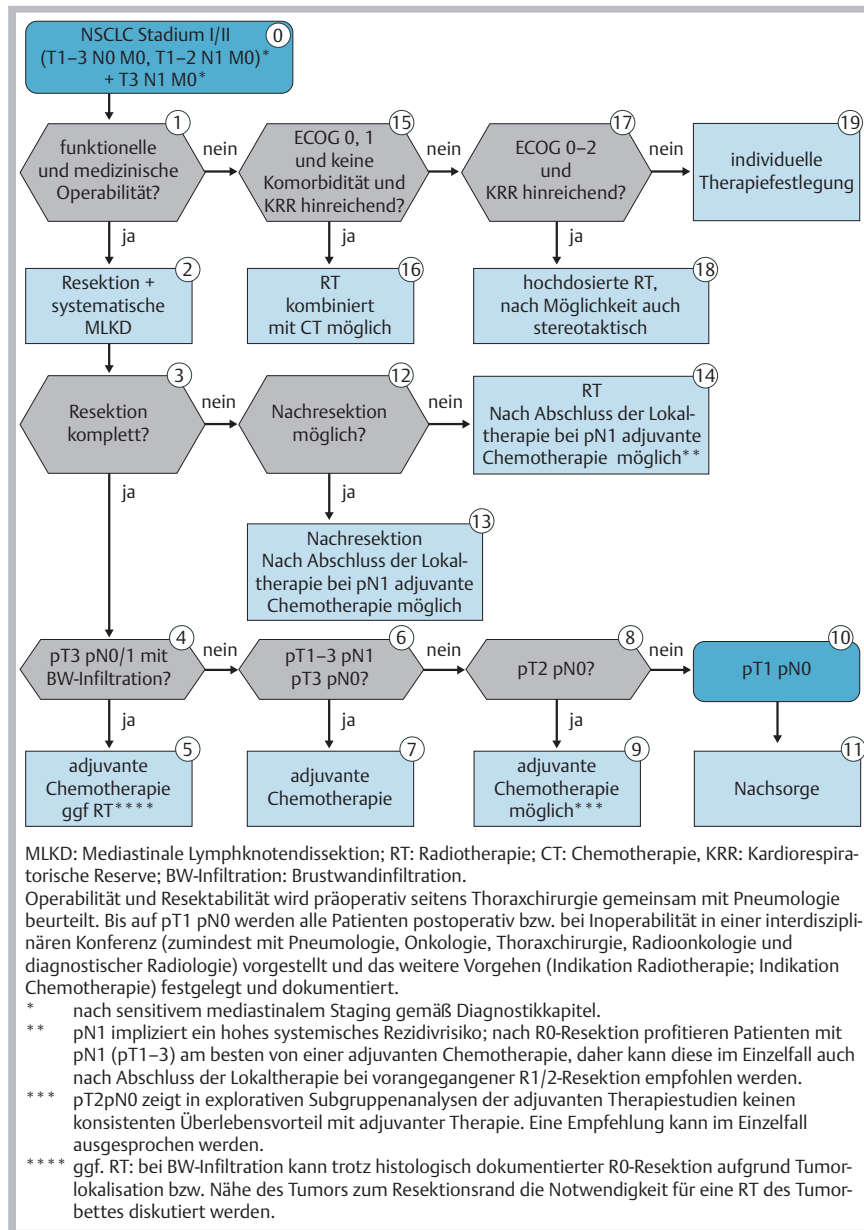 NSCLC Stadium I/II
(T1–3 N0 M0, T1–2 N1 M0)*
+ T3 N1 M0*
0
funktionelle
und medizinische
Operabilität?
1
nein
ECOG 0, 1
und keine
Komorbidität und
KRR hinreichend?
15
nein
ECOG 0–2
und
KRR hinreichend?
17
nein
individuelle
Therapiefestlegung
19
ja
ja
ja
Resektion +
systematische
MLKD
2
RT
kombiniert
mit CT möglich
16
hochdosierte RT,
nach Möglichkeit auch
stereotaktisch
18
Resektion
komplett?
3
nein
Nachresektion
möglich?
12
nein
RT
Nach Abschluss der Lokal-
therapie bei pN1 adjuvante
Chemotherapie möglich**
14
ja
ja
Nachresektion
Nach Abschluss der Lokal-
therapie bei pN1 adjuvante
Chemotherapie möglich
13
pT3 pN0/1 mit
BW-Infiltration?
4
nein
pT1–3 pN1
pT3 pN0?
6
nein
pT2 pN0?
8
nein
pT1 pN0
10
ja
ja
ja
adjuvante
Chemotherapie
ggf RT****
5
adjuvante
Chemotherapie
7
adjuvante
Chemotherapie
möglich***
9
Nachsorge
11
MLKD: Mediastinale Lymphknotendissektion; RT: Radiotherapie; CT: Chemotherapie, KRR: Kardiorespira-
torische Reserve; BW-Infiltration: Brustwandinfiltration.
Operabilität und Resektabilität wird präoperativ seitens Thoraxchirurgie gemeinsam mit Pneumologie
beurteilt. Bis auf pT1 pN0 werden alle Patienten postoperativ bzw. bei Inoperabilität in einer interdiszipli-
nären Konferenz (zumindest mit Pneumologie, Onkologie, Thoraxchirurgie, Radioonkologie und
diagnostischer Radiologie) vorgestellt und das weitere Vorgehen (Indikation Radiotherapie; Indikation
Chemotherapie) festgelegt und dokumentiert.
* nach sensitivem mediastinalem Staging gemäß Diagnostikkapitel.
** pN1 impliziert ein hohes systemisches Rezidivrisiko; nach R0-Resektion profitieren Patienten mit
pN1 (pT1–3) am besten von einer adjuvanten Chemotherapie, daher kann diese im Einzelfall auch
nach Abschluss der Lokaltherapie bei vorangegangener R1/2-Resektion empfohlen werden.
*** pT2pN0 zeigt in explorativen Subgruppenanalysen der adjuvanten Therapiestudien keinen
konsistenten Überlebensvorteil mit adjuvanter Therapie. Eine Empfehlung kann im Einzelfall
ausgesprochen werden.
**** ggf. RT: bei BW-Infiltration kann trotz histologisch dokumentierter R0-Resektion aufgrund Tumor-
lokalisation bzw. Nähe des Tumors zum Resektionsrand die Notwendigkeit für eine RT des Tumor-
bettes diskutiert werden.